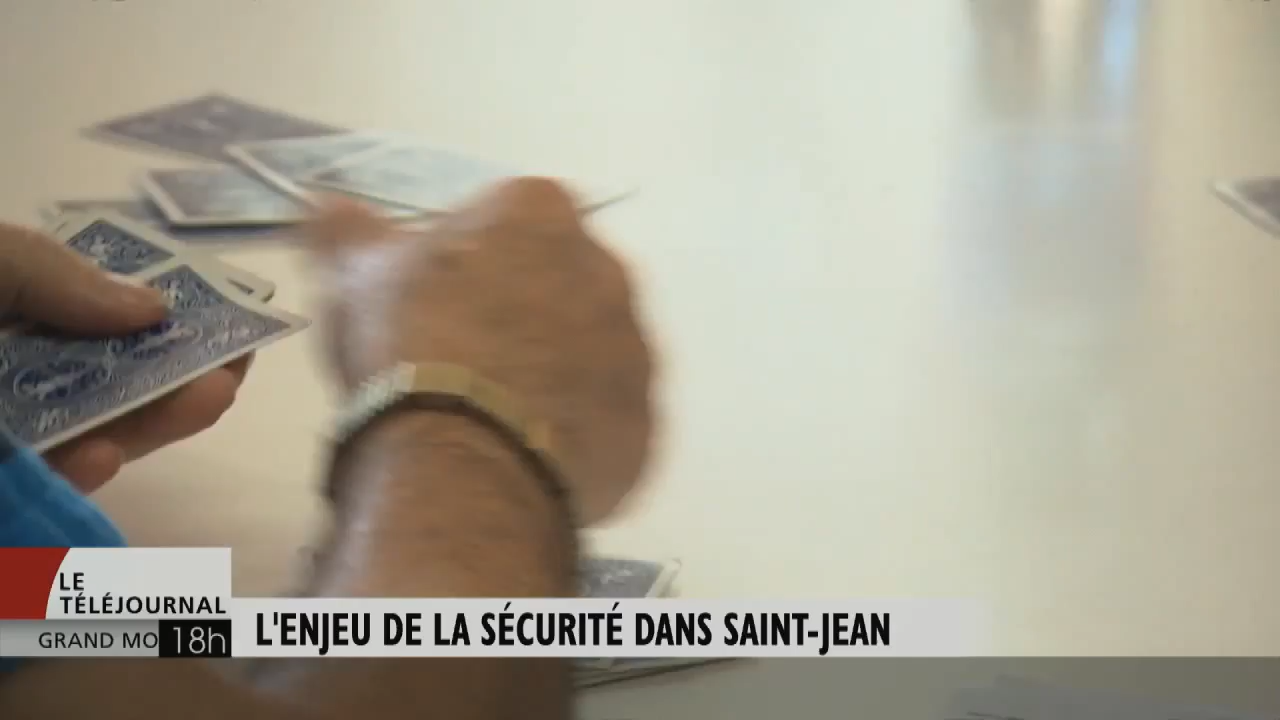 LE
TÉLÉJOURNAL
GRAND MO 18h
L'ENJEU DE LA SÉCURITÉ DANS SAINT-JEAN